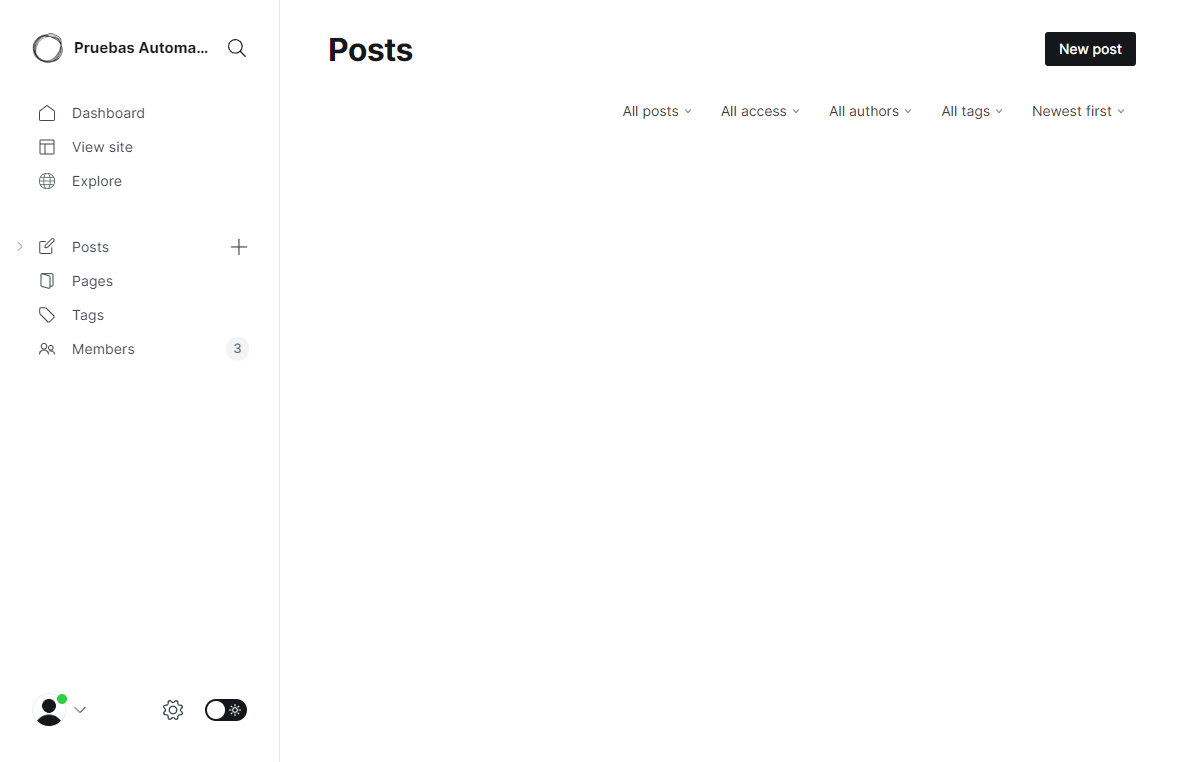 Pruebas Automa...
Dashboard
View site
Explore
Posts
Pages
Tags
Members 3
Posts
New post
All posts All access All authors All tags Newest first